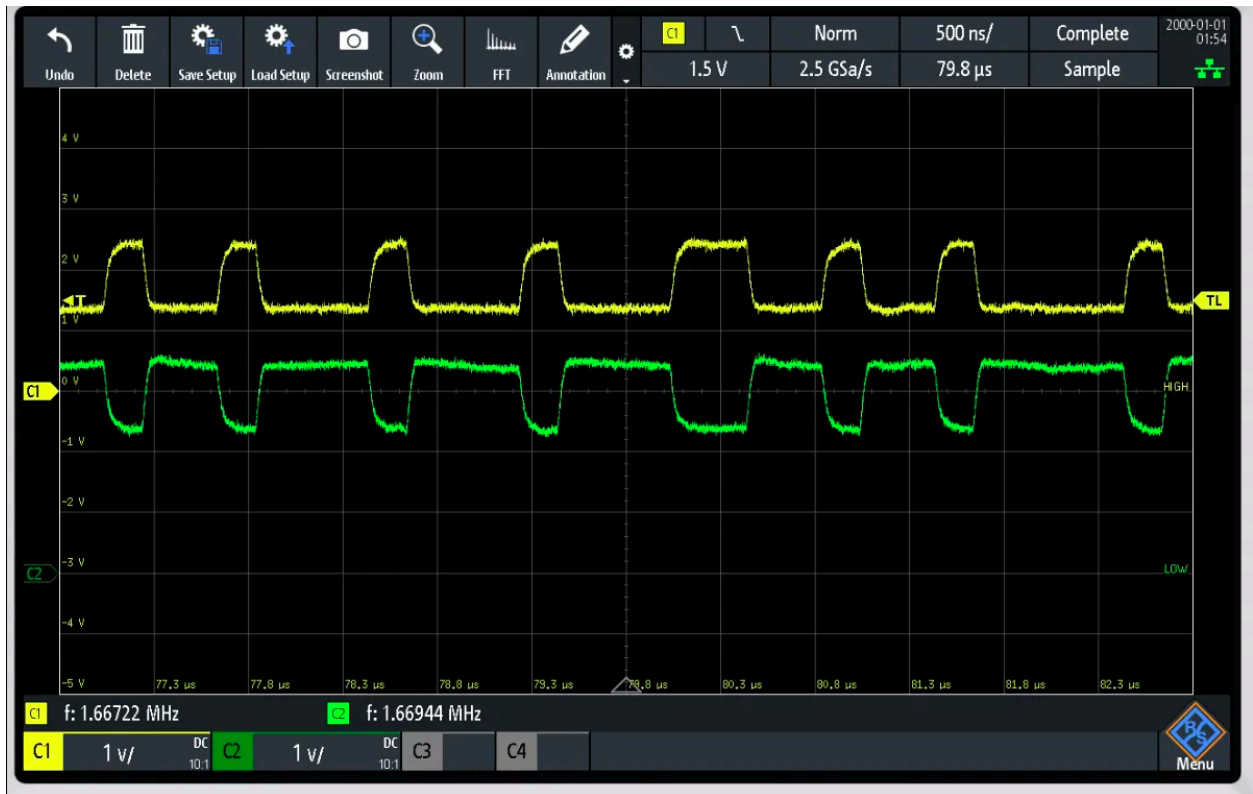 C1 Norm 500 ns/ Complete 2000-01-01
01:54
Undo Delete Save Setup Load Setup Screenshot Zoom FFT Annotation
1.5 V 2.5 GSa/s 79.8 µs Sample
4 V
3 V
2 V
T
TL
1 V
C1
0 V
HIGH
-1 V
-2 V
-3 V
C2
LOW
-4 V
-5 V
77.3 µs 77.8 µs 78.3 µs 78.8 µs 79.3 µs 79.8 µs 80.3 µs 80.8 µs 81.3 µs 81.8 µs 82.3 µs
C1 f: 1.66722 MHz C2 f: 1.66944 MHz
R&S
C1 1 V/ DC 10:1 C2 1 V/ DC 10:1 C3 C4
Menu